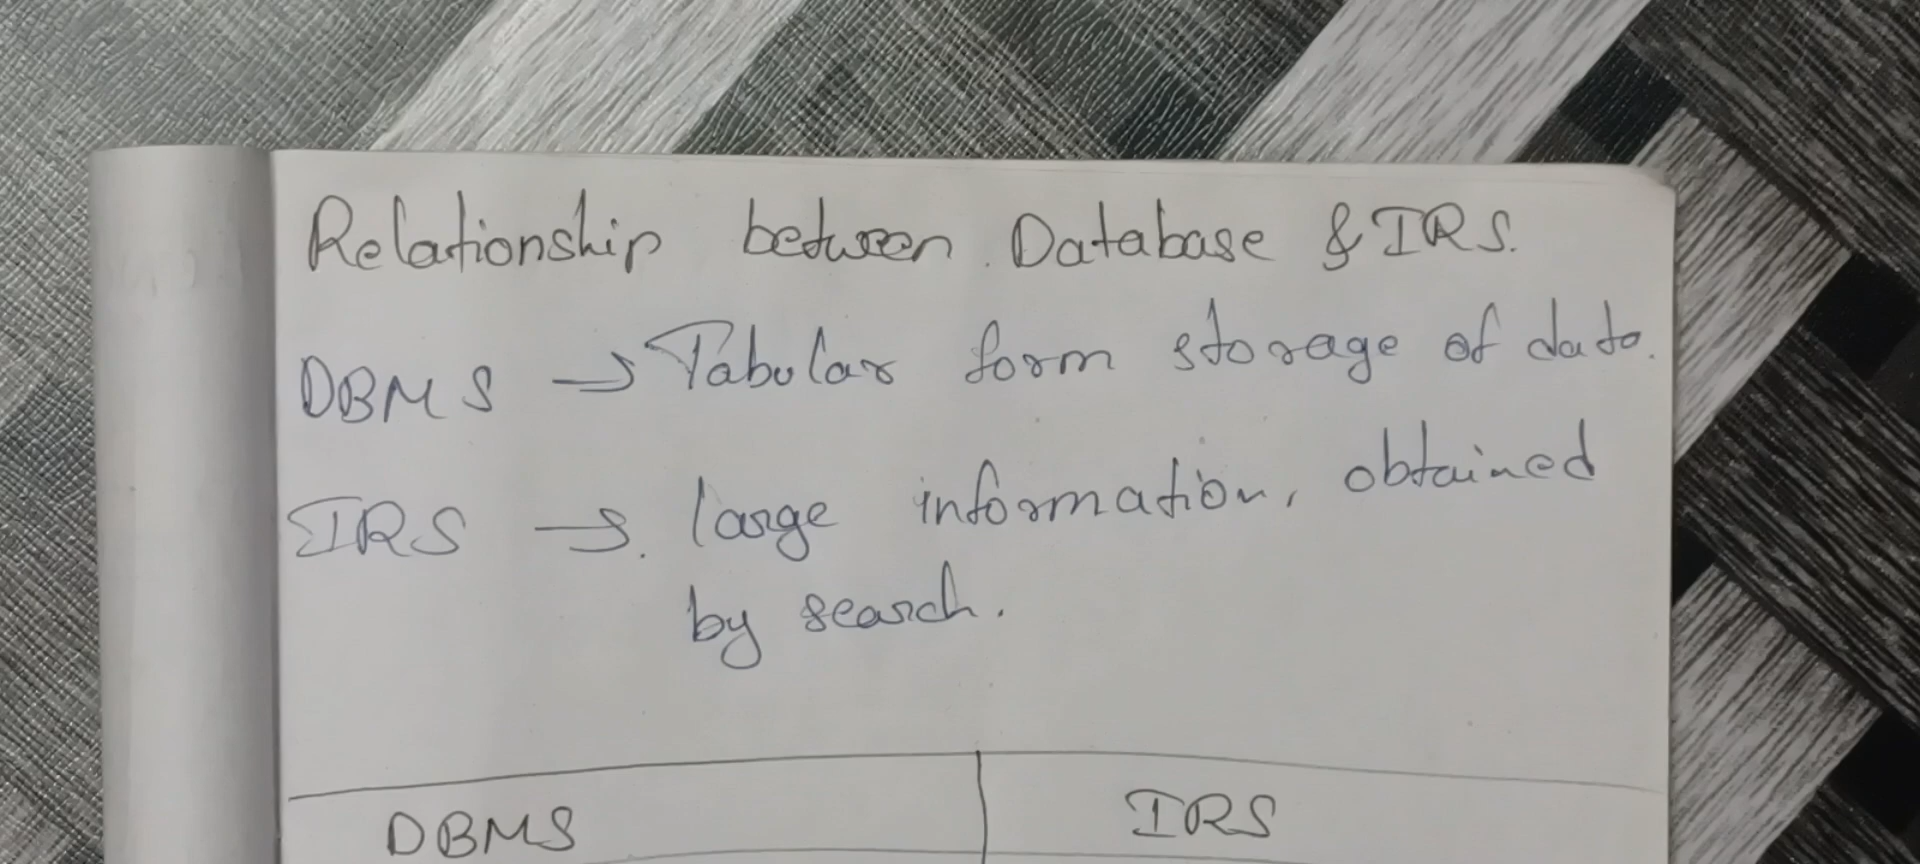 Relationship between Database & IRS.
DBMS → Tabular form storage of data.
IRS → large information, obtained
by search.
DBMS IRS